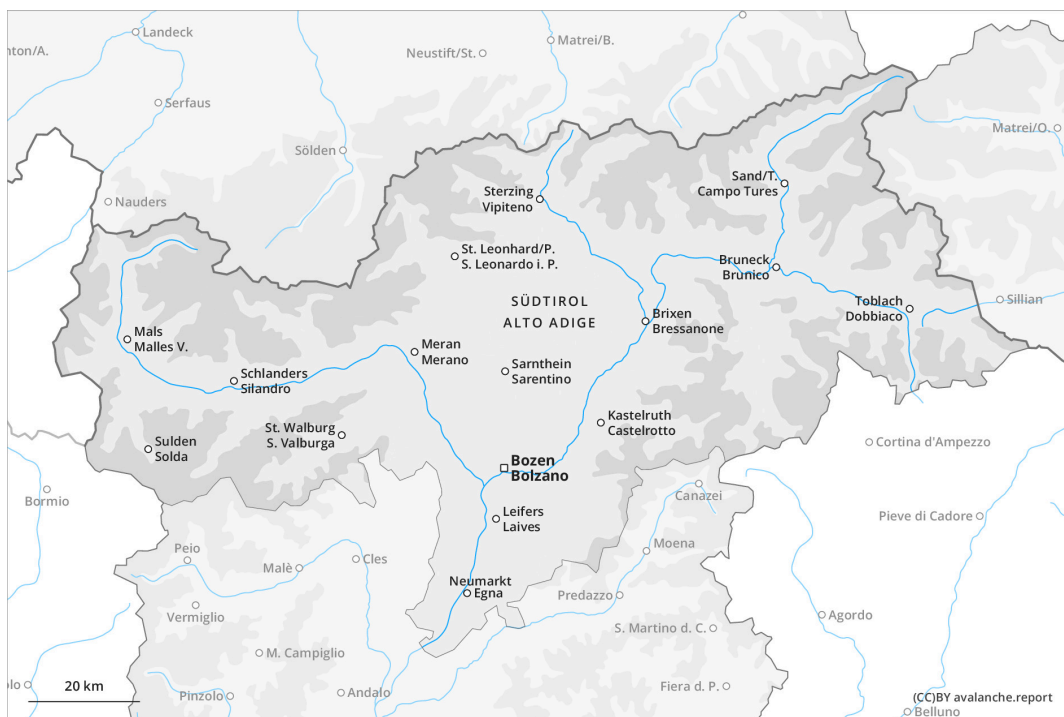 Landeck
nton/A.
Neustift/St.
Matrei/B.
Serfaus
Sölden
Matrei/O.
Nauders
Sand/T.
Campo Tures
Sterzing
Vipiteno
St. Leonhard/P.
S. Leonardo i. P.
Bruneck
Brunico
SÜDTIROL
ALTO ADIGE
Toblach
Dobbiaco
Sillian
Brixen
Bressanone
Mals
Malles V.
Meran
Merano
Sarnthein
Sarentino
Schlanders
Silandro
Kastelruth
Castelrotto
St. Walburg
S. Valburga
Sulden
Solda
Cortina d'Ampezzo
Bozen
Bolzano
Bormio
Canazei
Leifers
Laives
Pieve di Cadore
Peio
Malè
Cles
Moena
Neumarkt
Egna
Predazzo
Vermiglio
Agordo
S. Martino d. C.
M. Campiglio
olo
20 km
Pinzolo
Andalo
Fiera d. P.
(CC)BY avalanche.report
Belluno